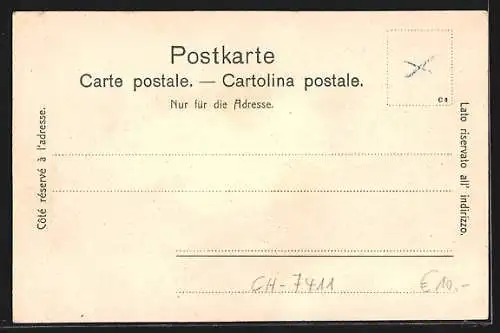 Postkarte
Carte postale. — Cartolina postale.
Nur für die Adresse.
C1
Côté réservé à l'adresse.
Lato riservato all' indirizzo.
CH-7411
€10.-